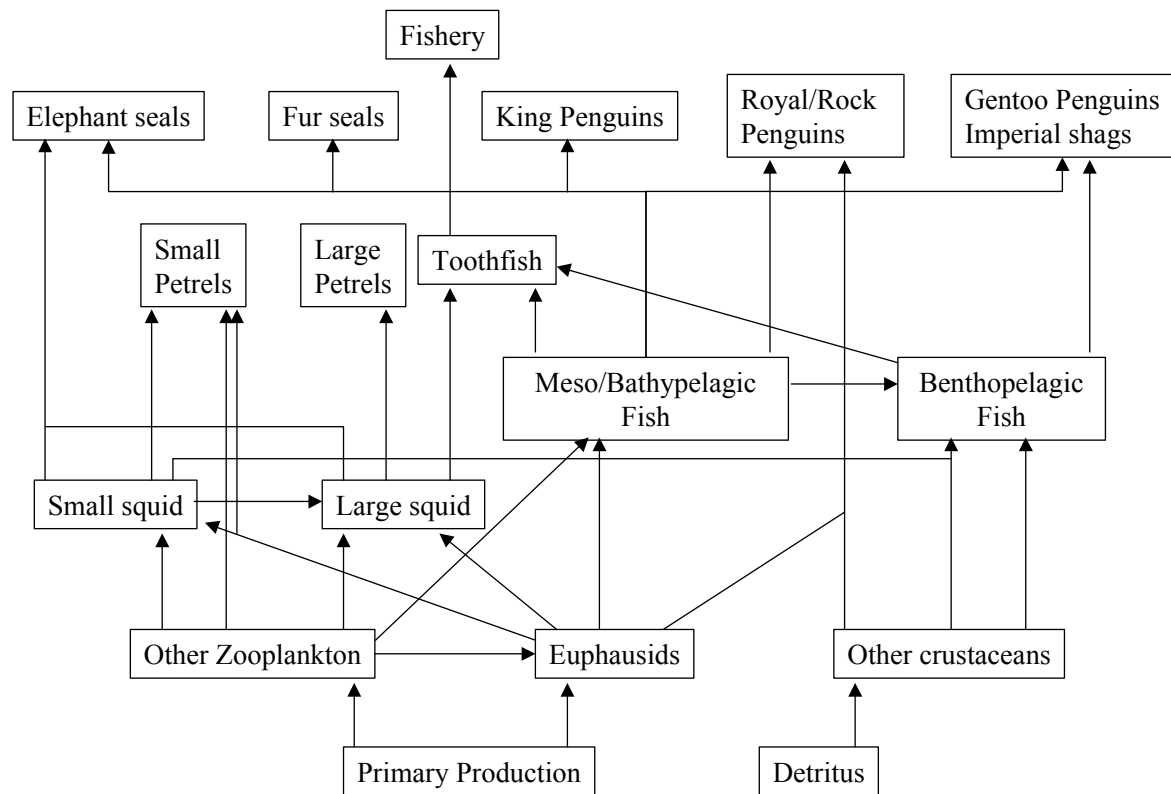 Fishery
Elephant seals
Fur seals
King Penguins
Royal/Rock
Penguins
Gentoo Penguins
Imperial shags
Small
Petrels
Large
Petrels
Toothfish
Meso/Bathypelagic
Fish
Benthopelagic
Fish
Small squid
Large squid
Other Zooplankton
Euphausids
Other crustaceans
Primary Production
Detritus